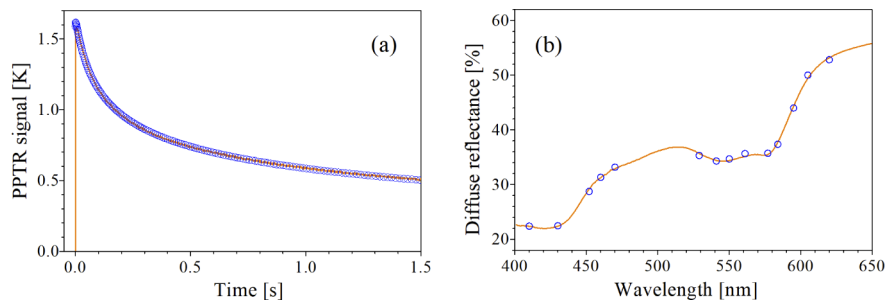 (a)
PPTR signal [K]
1.5
1.0
0.5
0.0
0.0 0.5 1.0 1.5
Time [s]
(b)
Diffuse reflectance [%]
60
50
40
30
20
400 450 500 550 600 650
Wavelength [nm]